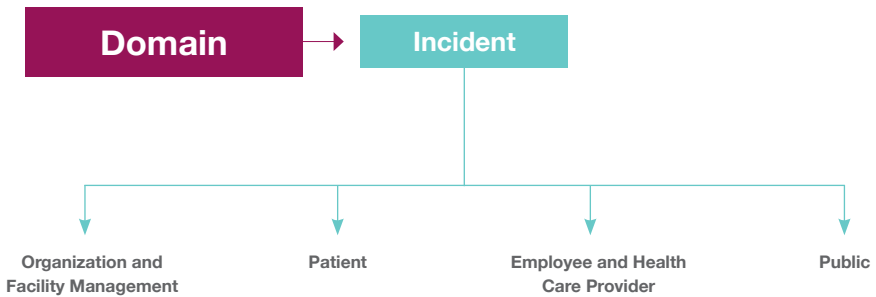 Domain
Incident
Organization and
Facility Management
Patient
Employee and Health
Care Provider
Public